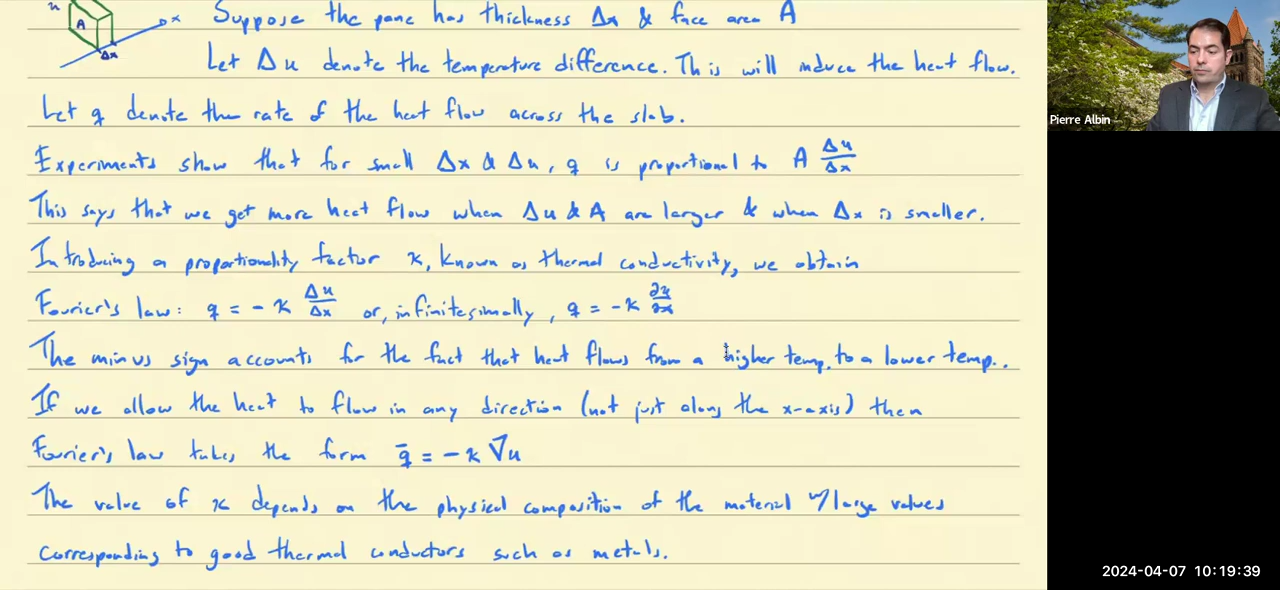 u
A
x
Δx
Suppose the pane has thickness Δx & face area A
Let Δu denote the temperature difference. This will induce the heat flow.
Let q denote the rate of the heat flow across the slab.
Experiments show that for small Δx & Δu, q is proportional to A Δu/Δx
This says that we get more heat flow when Δu & A are larger & when Δx is smaller.
Introducing a proportionality factor κ, known as thermal conductivity, we obtain
Fourier's law: q = - κ Δu/Δx or, infinitesimally, q = -κ ∂u/∂x
The minus sign accounts for the fact that heat flows from a higher temp. to a lower temp..
If we allow the heat to flow in any direction (not just along the x-axis) then
Fourier's law takes the form q̄ = - κ ∇u
The value of κ depends on the physical composition of the material w/large values
corresponding to good thermal conductors such as metals.
Pierre Albin
2024-04-07 10:19:39